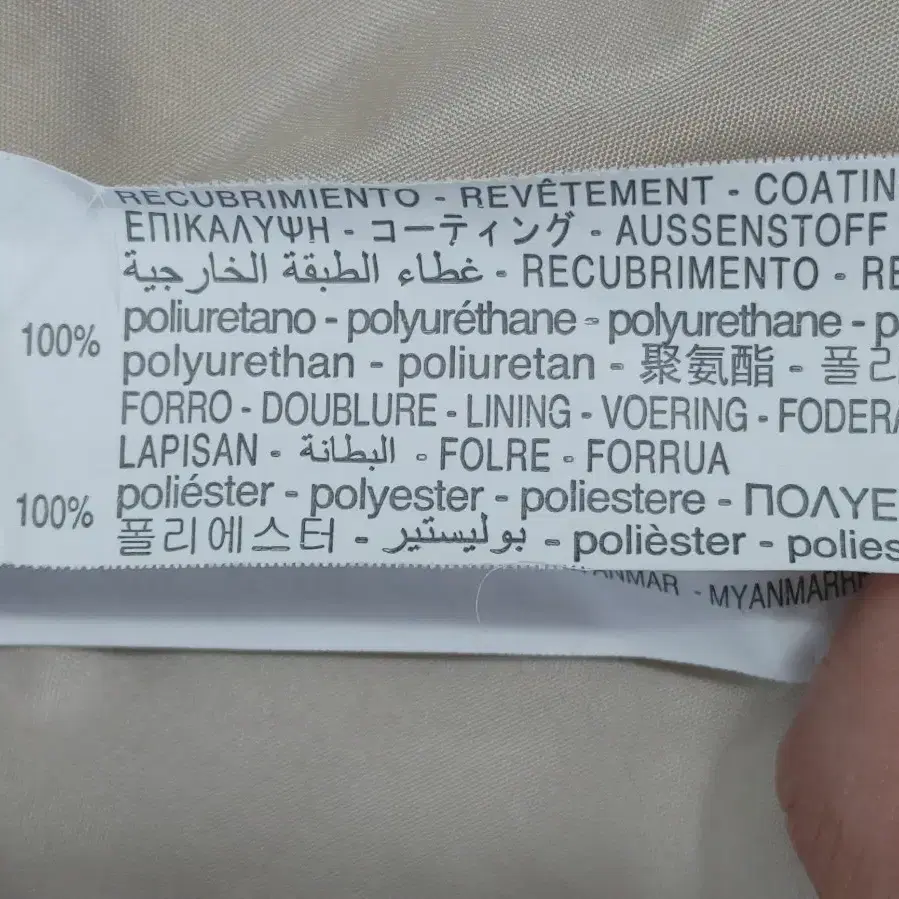 RECUBRIMIENTO - REVÊTEMENT - COATIN
ΕΠΙΚΑΛΥΨΗ - コーティング - AUSSENSTOFF
غطاء الطبقة الخارجية - RECUBRIMENTO - RE
100% poliuretano - polyuréthane - polyurethane - p
polyurethan - poliuretan - 聚氨酯 - 폴리
FORRO - DOUBLURE - LINING - VOERING - FODERA
LAPISAN - البطانة - FOLRE - FORRUA
100% poliéster - polyester - poliestere - ΠΟΛΥΕ
폴리에스터 - بوليستير - polièster - polies
ANMAR - MYANMAR